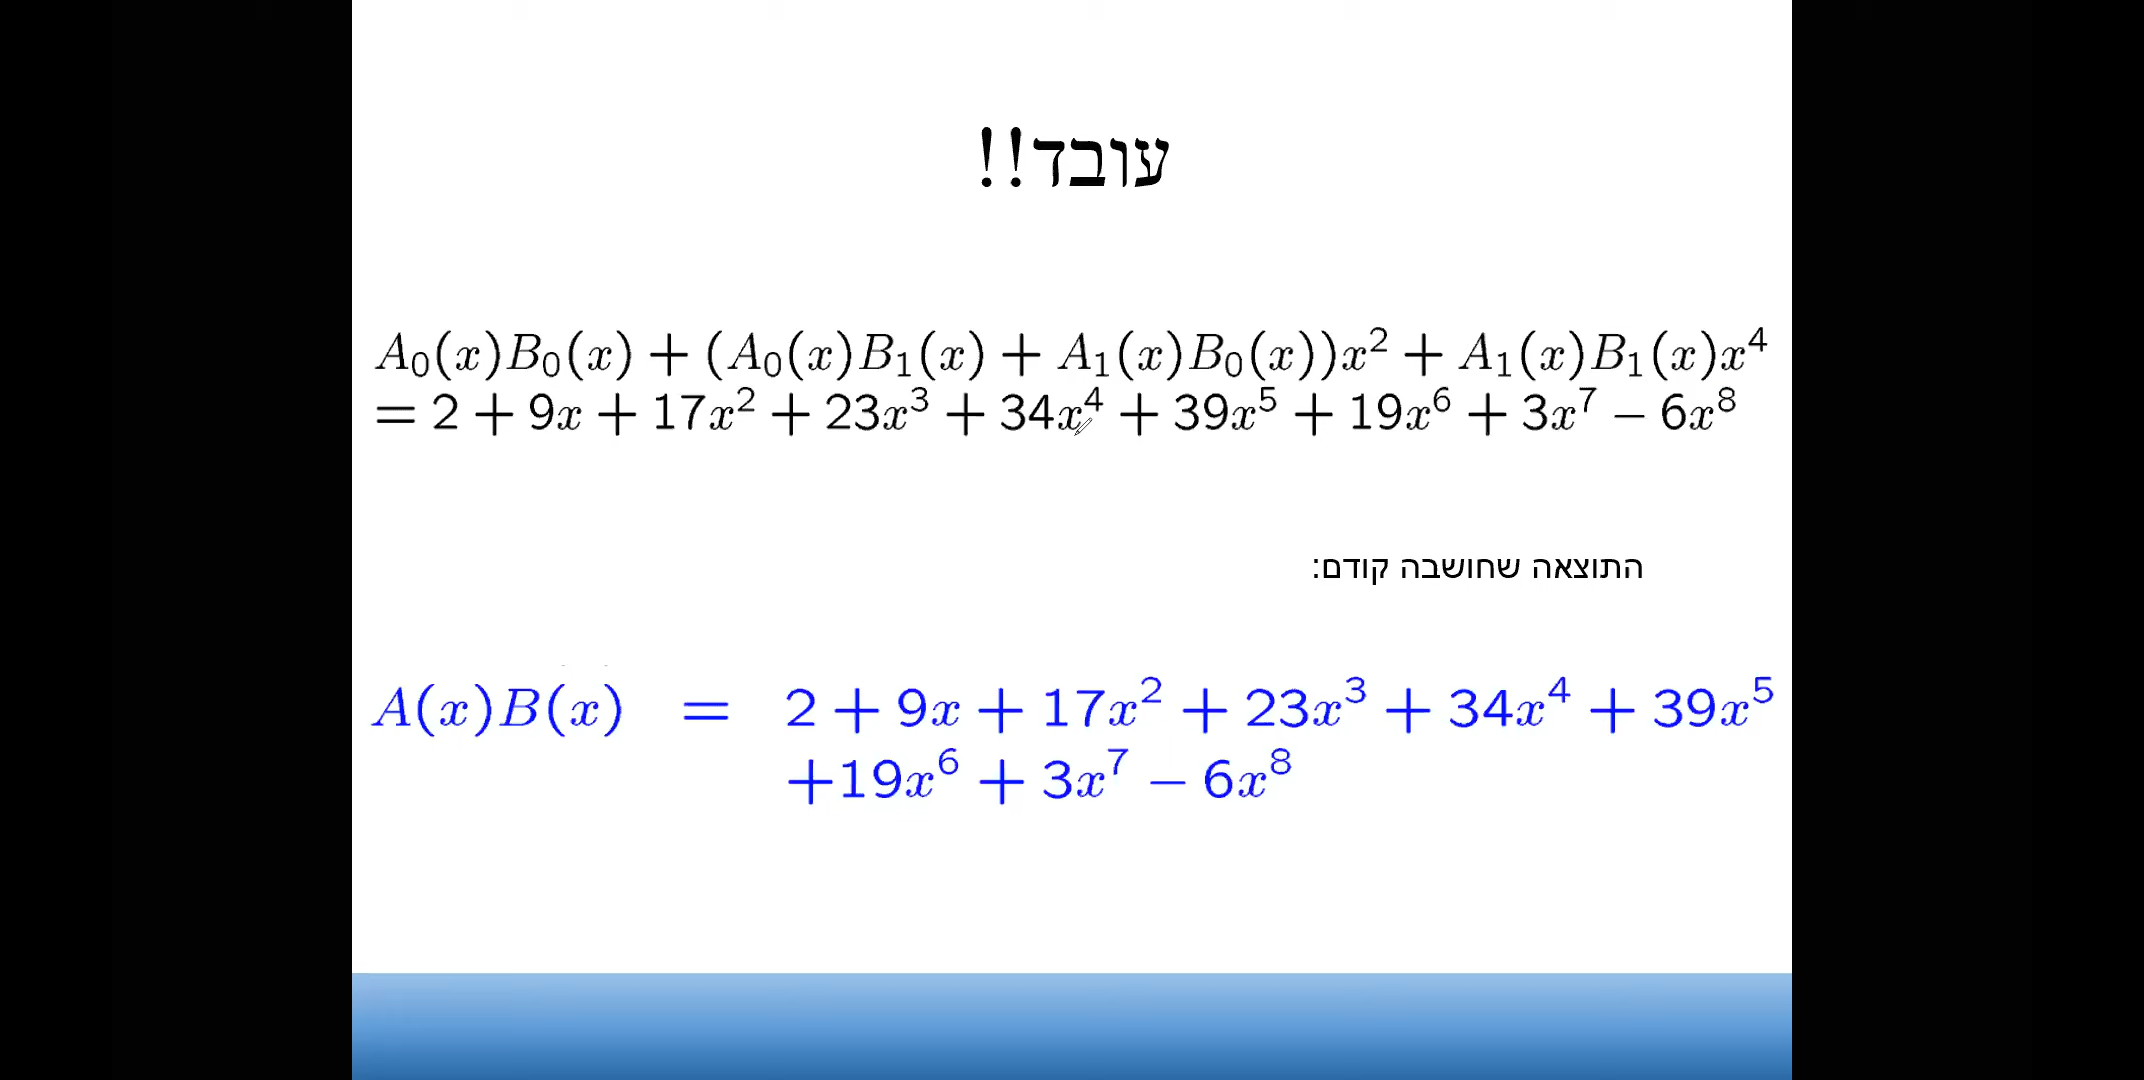 עובד!!
A₀(x)B₀(x) + (A₀(x)B₁(x) + A₁(x)B₀(x))x² + A₁(x)B₁(x)x⁴
= 2 + 9x + 17x² + 23x³ + 34x⁴ + 39x⁵ + 19x⁶ + 3x⁷ − 6x⁸
התוצאה שחושבה קודם:
A(x)B(x) = 2 + 9x + 17x² + 23x³ + 34x⁴ + 39x⁵
+19x⁶ + 3x⁷ − 6x⁸